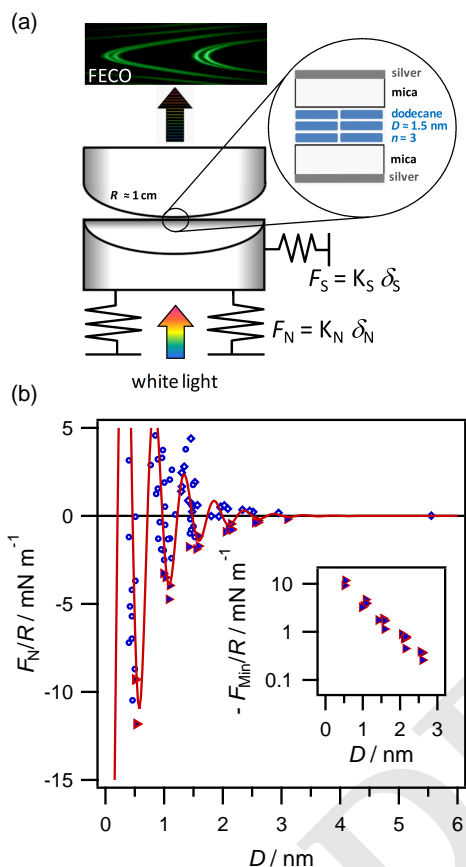 (a)
FECO
silver
mica
dodecane
D ≈ 1.5 nm
n = 3
mica
silver
R ≈ 1 cm
F_S = K_S δ_S
F_N = K_N δ_N
white light
(b)
5
0
-5
-10
-15
F_N/R / mN m⁻¹
0 1 2 3 4 5 6
D / nm
10
1
0.1
- F_Min/R / mN m⁻¹
0 1 2 3
D / nm